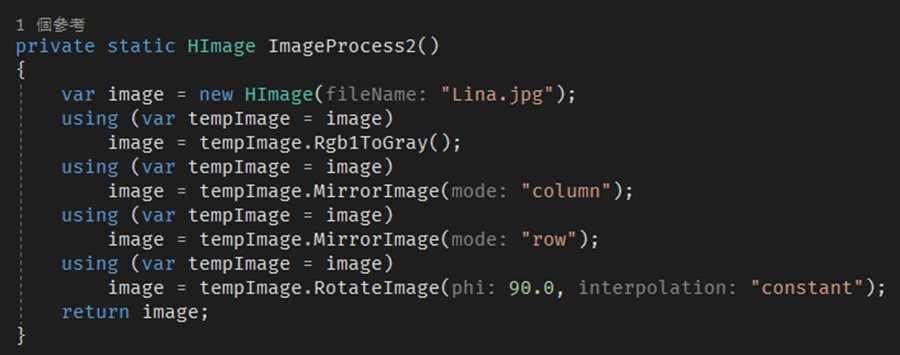 1 個參考
private static HImage ImageProcess2()
{
    var image = new HImage(fileName: "Lina.jpg");
    using (var tempImage = image)
        image = tempImage.Rgb1ToGray();
    using (var tempImage = image)
        image = tempImage.MirrorImage(mode: "column");
    using (var tempImage = image)
        image = tempImage.MirrorImage(mode: "row");
    using (var tempImage = image)
        image = tempImage.RotateImage(phi: 90.0, interpolation: "constant");
    return image;
}